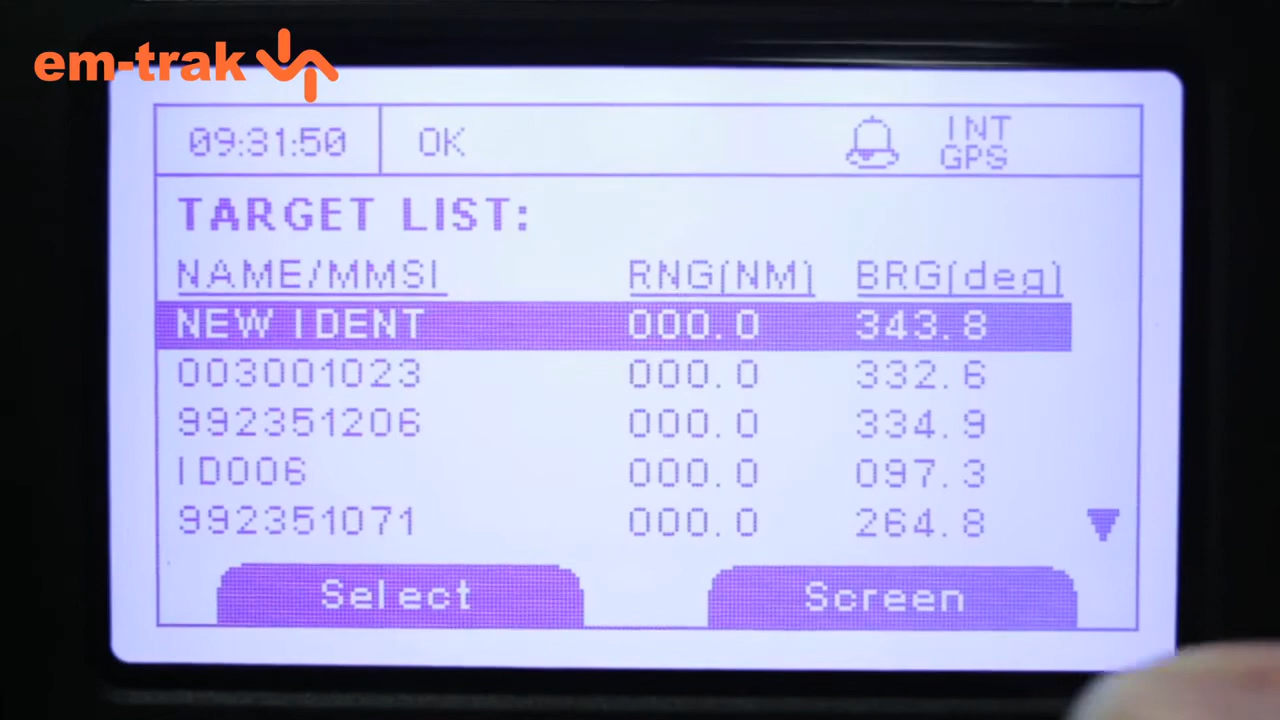 em-trak
09:31:50 OK INT GPS
TARGET LIST:
NAME/MMSI RNG(NM) BRG(deg)
NEW IDENT 000.0 343.8
003001023 000.0 332.6
992351206 000.0 334.9
ID006 000.0 097.3
992351071 000.0 264.8
Select Screen